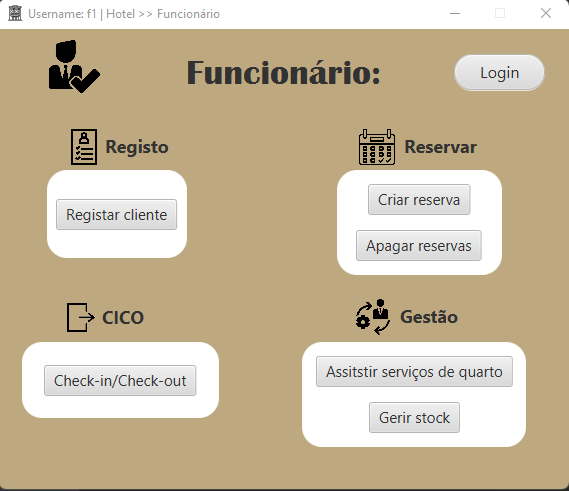 Username: f1 | Hotel >> Funcionário
Funcionário:
Login
Registo
Registar cliente
Reservar
Criar reserva
Apagar reservas
CICO
Check-in/Check-out
Gestão
Assitstir serviços de quarto
Gerir stock